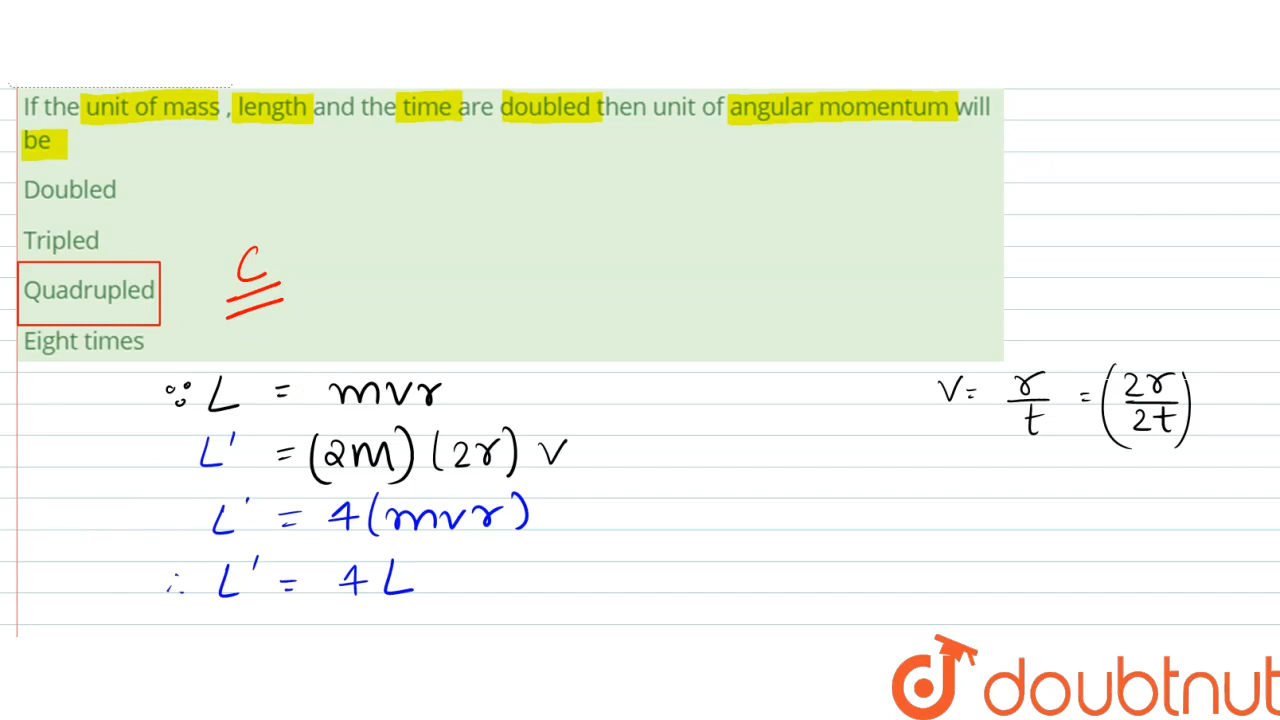 If the unit of mass , length and the time are doubled then unit of angular momentum will
be
Doubled
Tripled
Quadrupled
C
Eight times
∵ L = mvr
V = r/t = (2r/2t)
L' = (2m) (2r) v
L' = 4(mvr)
∴ L' = 4L
doubtnut